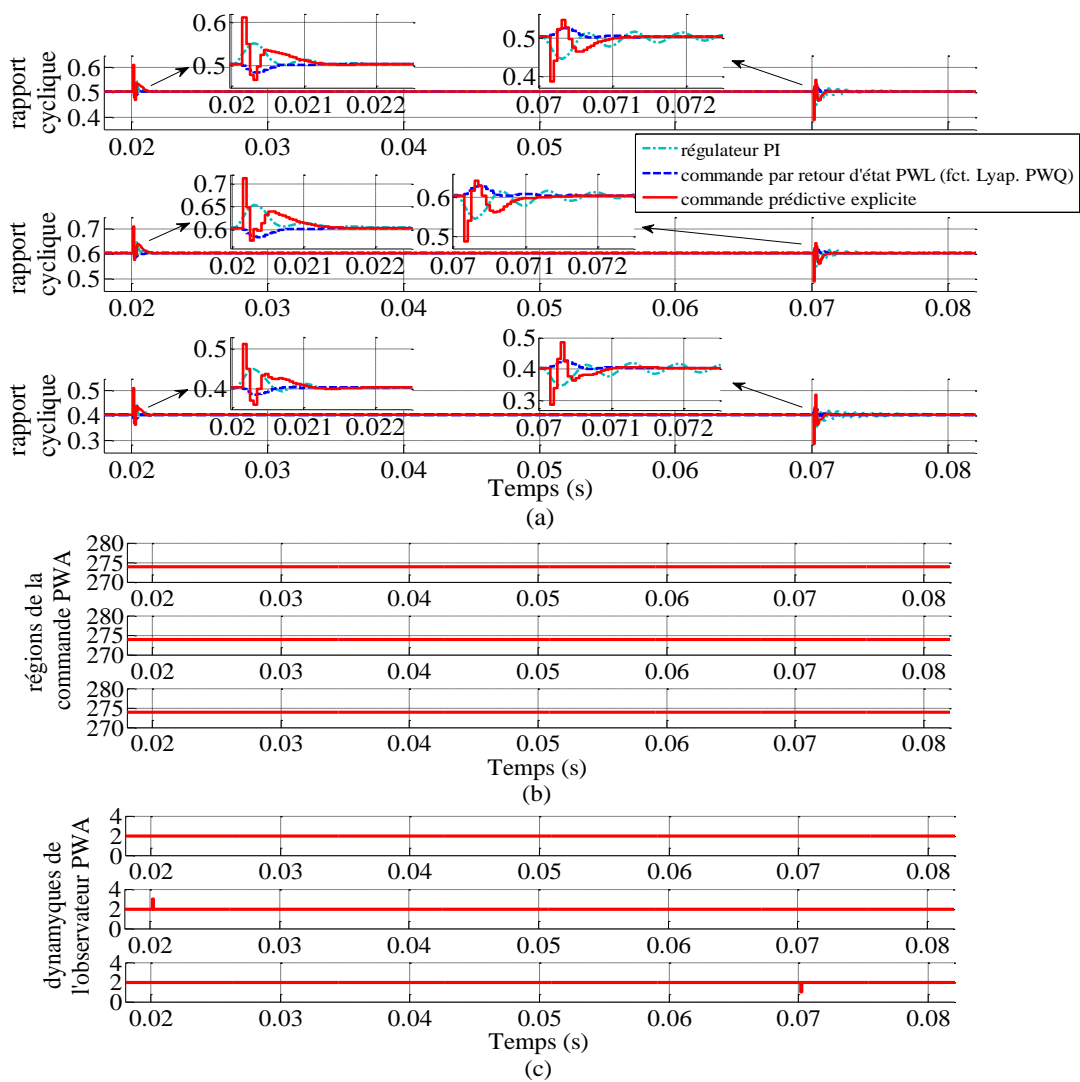 0.6
0.5
0.02 0.021 0.022
0.5
0.4
0.07 0.071 0.072
rapport
cyclique
0.6
0.5
0.4
0.02 0.03 0.04 0.05 0.06 0.07 0.08
régulateur PI
commande par retour d'état PWL (fct. Lyap. PWQ)
commande prédictive explicite
0.7
0.65
0.6
0.02 0.021 0.022
0.6
0.5
0.07 0.071 0.072
rapport
cyclique
0.7
0.6
0.5
0.02 0.03 0.04 0.05 0.06 0.07 0.08
0.5
0.4
0.02 0.021 0.022
0.5
0.4
0.3
0.07 0.071 0.072
rapport
cyclique
0.5
0.4
0.3
0.02 0.03 0.04 0.05 0.06 0.07 0.08
Temps (s)
(a)
régions de la
commande PWA
280
275
270
0.02 0.03 0.04 0.05 0.06 0.07 0.08
280
275
270
0.02 0.03 0.04 0.05 0.06 0.07 0.08
280
275
270
0.02 0.03 0.04 0.05 0.06 0.07 0.08
Temps (s)
(b)
dynamyques de
l'observateur PWA
4
2
0
0.02 0.03 0.04 0.05 0.06 0.07 0.08
4
2
0
0.02 0.03 0.04 0.05 0.06 0.07 0.08
4
2
0
0.02 0.03 0.04 0.05 0.06 0.07 0.08
Temps (s)
(c)